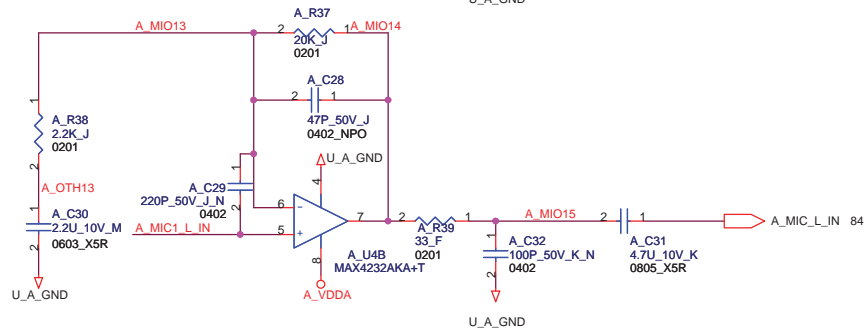 U_A_GND
A_R37
A_MIO13
2
1
A_MIO14
20K_J
0201
A_C28
2
1
47P_50V_J
0402_NPO
1
A_R38
2.2K_J
0201
2
A_OTH13
1
A_C30
2.2U_10V_M
0603_X5R
2
U_A_GND
1
A_C29
220P_50V_J_N
0402
2
A_MIC1_L_IN
U_A_GND
4
6
-
5
+
7
8
A_U4B
MAX4232AKA+T
A_VDDA
2
1
A_R39
33_F
0201
A_MIO15
1
A_C32
100P_50V_K_N
0402
2
U_A_GND
2
1
A_C31
4.7U_10V_K
0805_X5R
A_MIC_L_IN 84